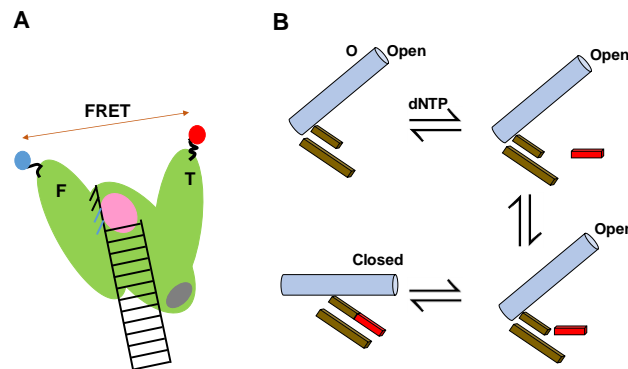 A
FRET
F
T
B
O Open
dNTP
Open
Open
Closed